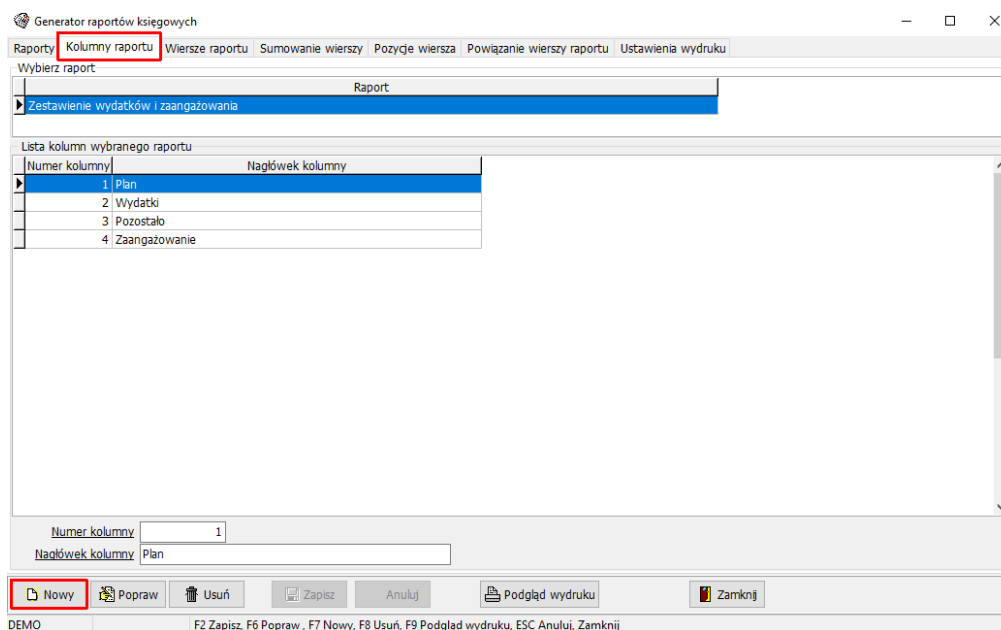 Generator raportów księgowych
Raporty Kolumny raportu Wiersze raportu Sumowanie wierszy Pozycje wiersza Powiązanie wierszy raportu Ustawienia wydruku
Wybierz raport
Raport
Zestawienie wydatków i zaangażowania
Lista kolumn wybranego raportu
Numer kolumny Nagłówek kolumny
1 Plan
2 Wydatki
3 Pozostało
4 Zaangażowanie
Numer kolumny 1
Nagłówek kolumny Plan
Nowy Popraw Usuń Zapisz Anuluj Podgląd wydruku Zamknij
DEMO F2 Zapisz, F6 Popraw , F7 Nowy, F8 Usuń, F9 Podgląd wydruku, ESC Anuluj, Zamknij